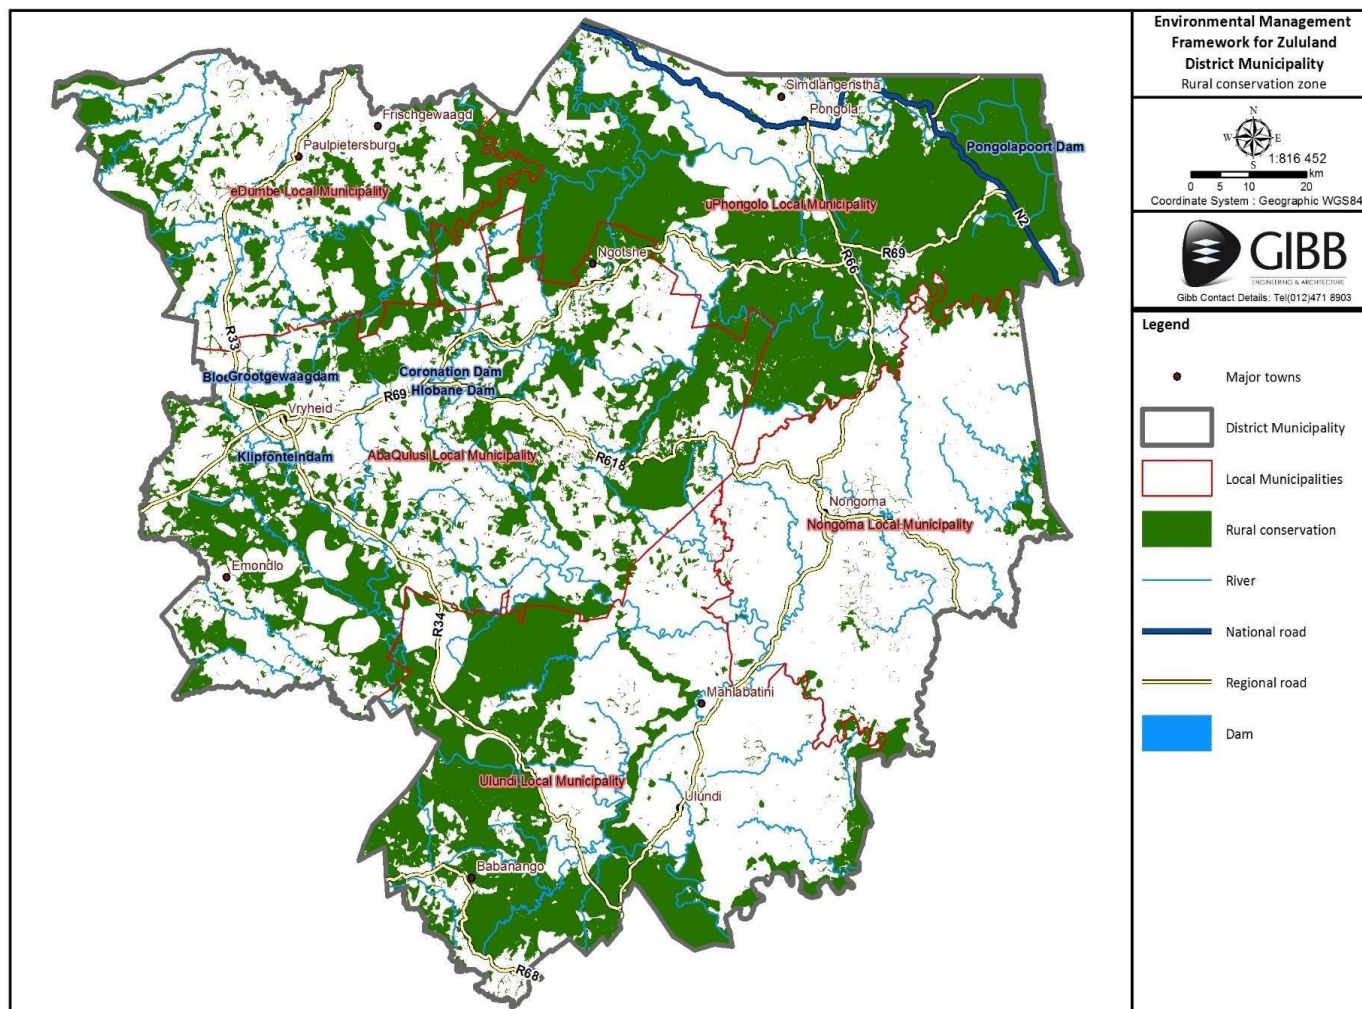 Environmental Management
Framework for Zululand
District Municipality
Rural conservation zone
N
W
E
S
1:816 452
0 5 10 20
km
Coordinate System : Geographic WGS84
GIBB
ENGINEERING & ARCHITECTURE
Gibb Contact Details: Tel(012)471 8903
Legend
Major towns
District Municipality
Local Municipalities
Rural conservation
River
National road
Regional road
Dam
Simdlangentsha
Pongola
Frischgewaagd
Paulpietersburg
Pongolapoort Dam
eDumbe Local Municipality
uPhongolo Local Municipality
N2
Ngotshe
R69
R66
R33
Grootgewaagdam
Coronation Dam
Hlobane Dam
R69
Vryheid
Klipfonteindam
AbaQulusi Local Municipality
R618
Nongoma
Nongoma Local Municipality
Emondlo
R34
Mahlabatini
Ulundi Local Municipality
Ulundi
Babanango
R68